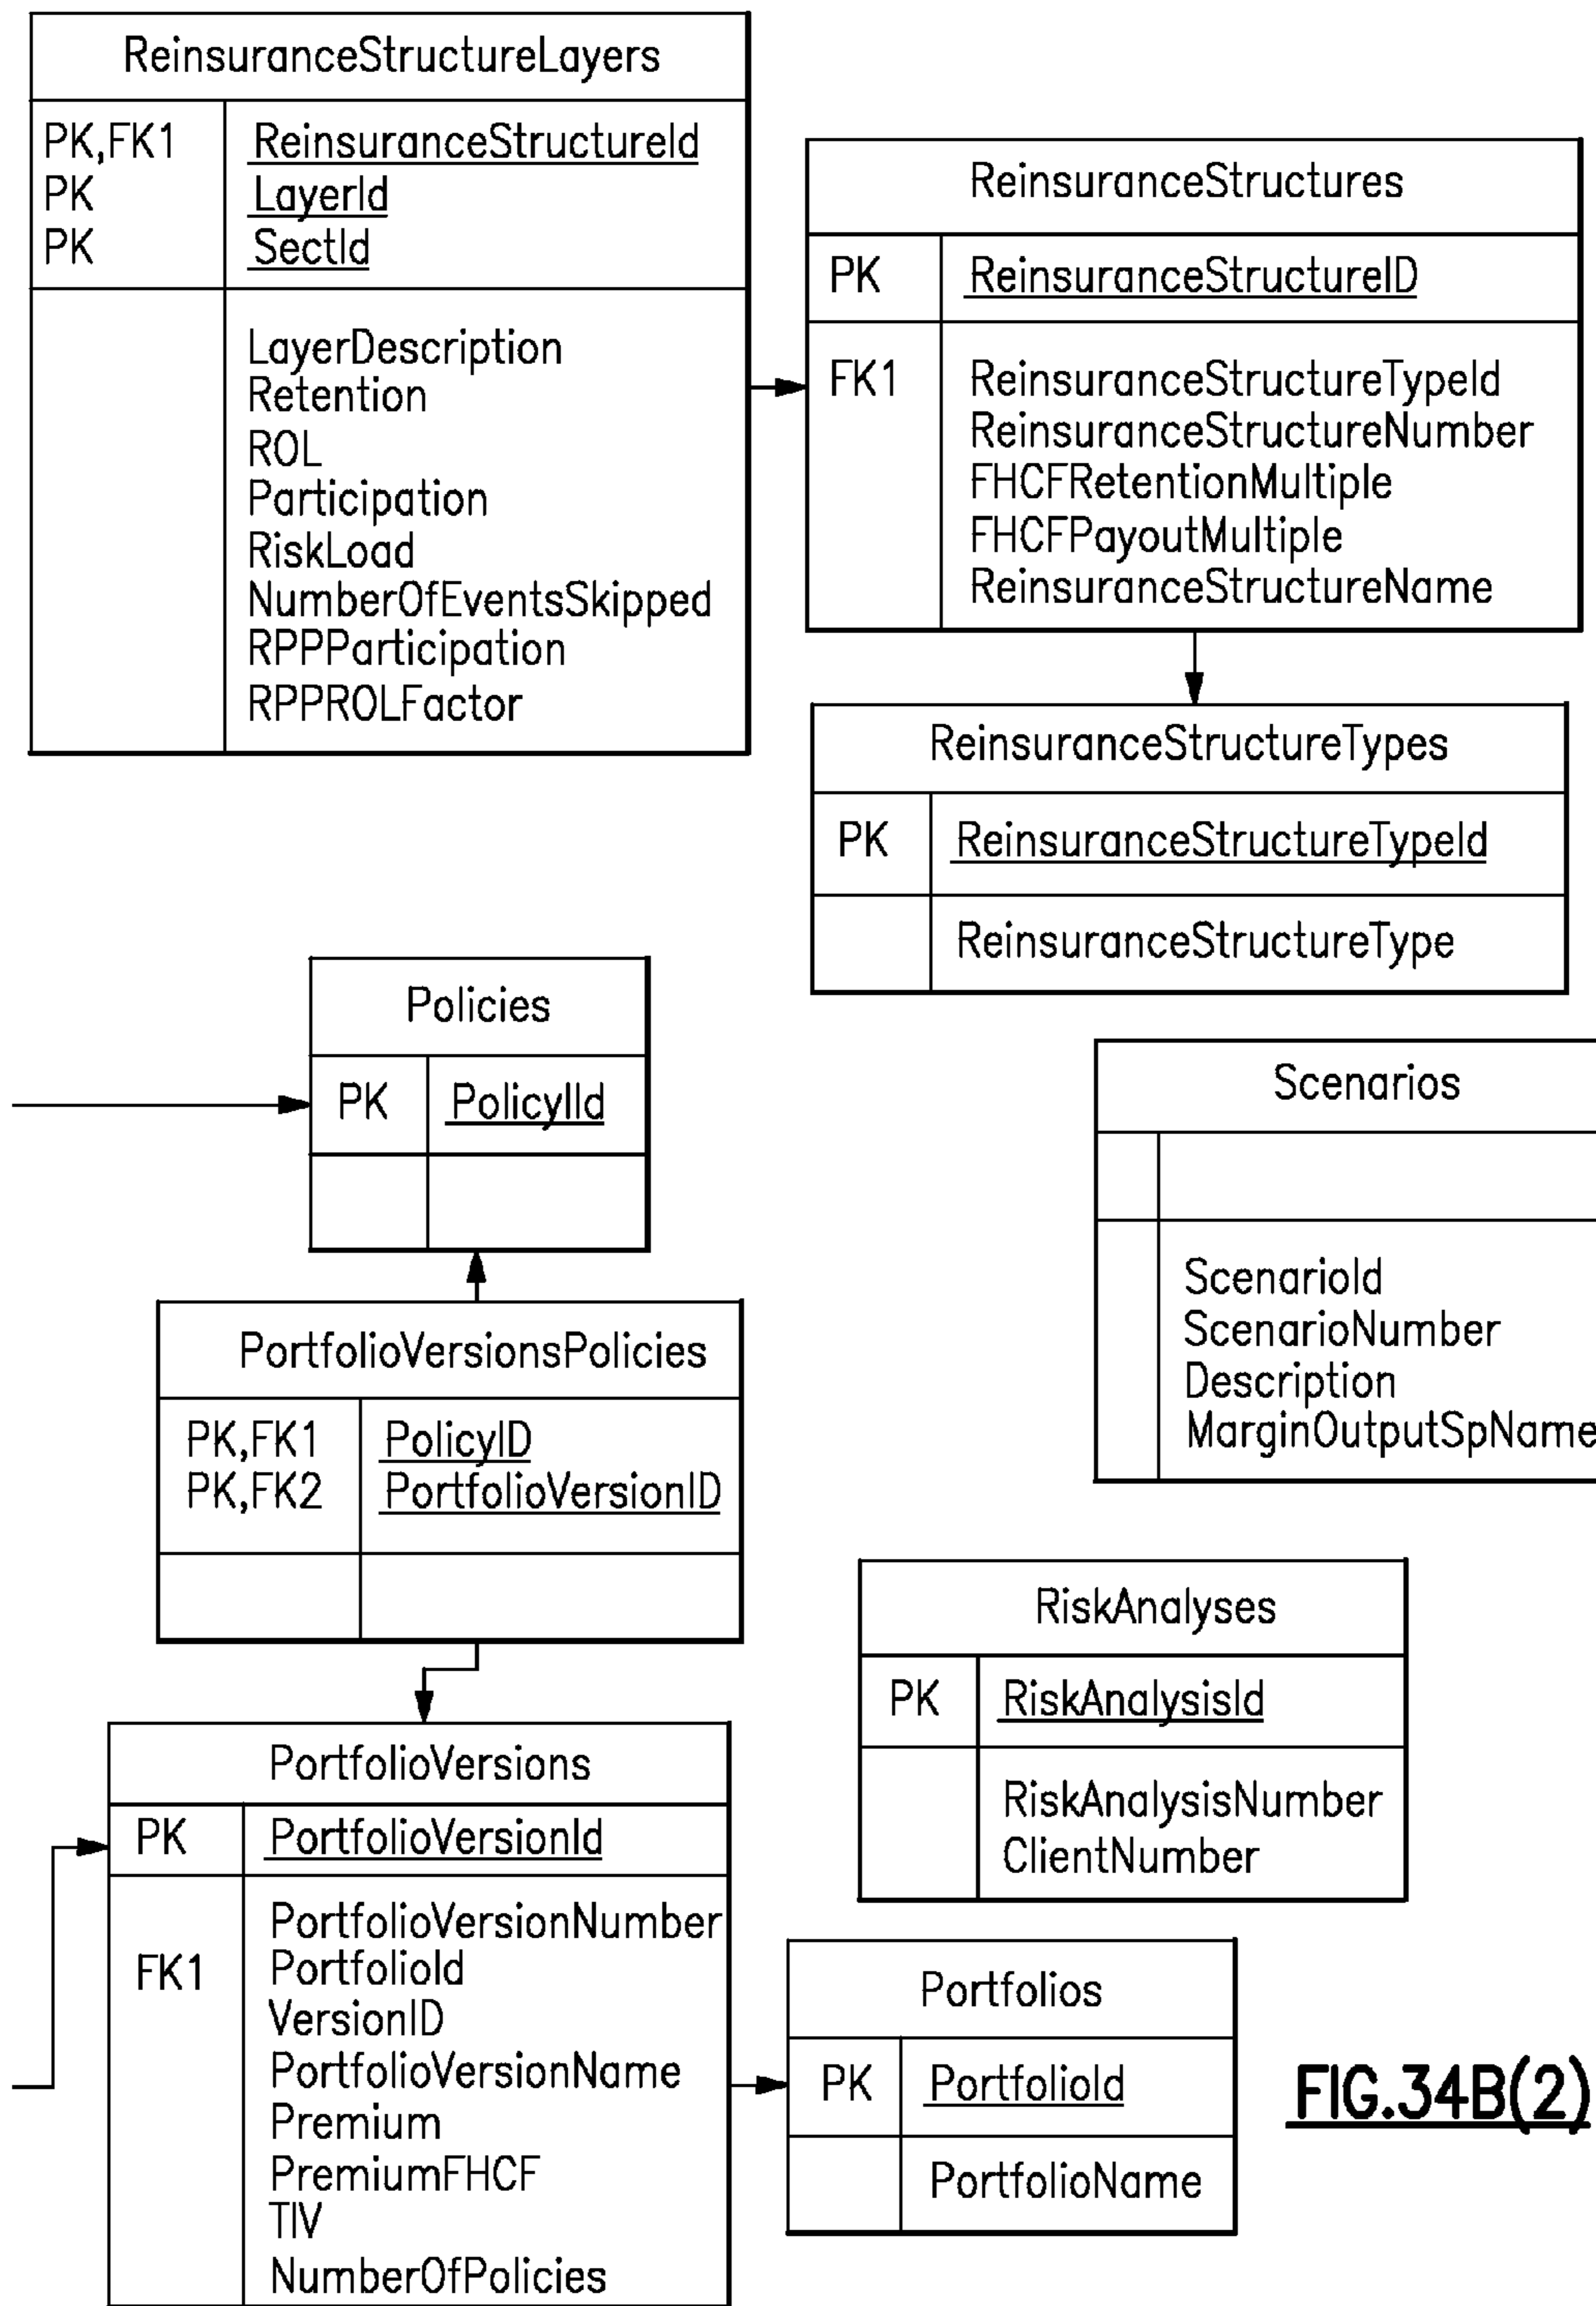 ReinsuranceStructureLayers
PK,FK1 ReinsuranceStructureId
PK LayerId
PK SectId
LayerDescription
Retention
ROL
Participation
RiskLoad
NumberOfEventsSkipped
RPPParticipation
RPPROLFactor
ReinsuranceStructures
PK ReinsuranceStructureID
FK1 ReinsuranceStructureTypeId
ReinsuranceStructureNumber
FHCFRetentionMultiple
FHCFPayoutMultiple
ReinsuranceStructureName
ReinsuranceStructureTypes
PK ReinsuranceStructureTypeId
ReinsuranceStructureType
Policies
PK PolicyIId
Scenarios
ScenarioId
ScenarioNumber
Description
MarginOutputSpName
PortfolioVersionsPolicies
PK,FK1 PolicyID
PK,FK2 PortfolioVersionID
RiskAnalyses
PK RiskAnalysisId
RiskAnalysisNumber
ClientNumber
PortfolioVersions
PK PortfolioVersionId
PortfolioVersionNumber
FK1 PortfolioId
VersionID
PortfolioVersionName
Premium
PremiumFHCF
TIV
NumberOfPolicies
Portfolios
PK PortfolioId
PortfolioName
FIG.34B(2)